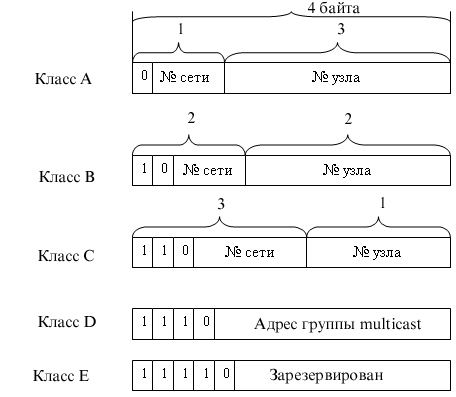 4 байта
1 3
Класс A 0 № сети № узла
2 2
Класс B 1 0 № сети № узла
3 1
Класс C 1 1 0 № сети № узла
Класс D 1 1 1 0 Адрес группы multicast
Класс E 1 1 1 1 0 Зарезервирован